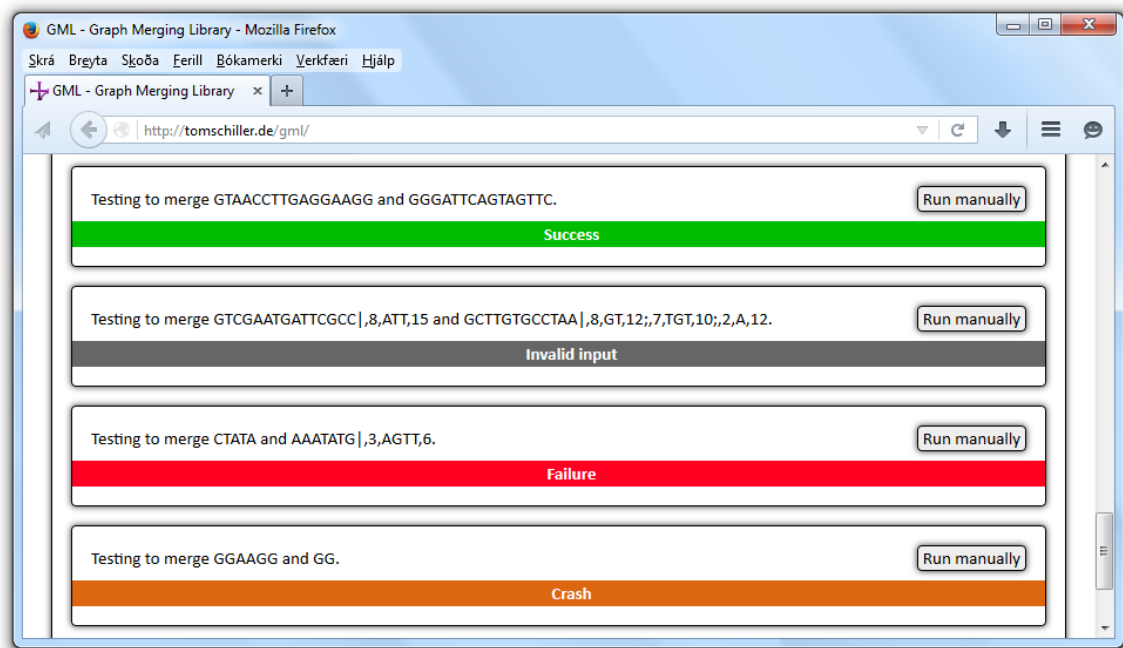 GML - Graph Merging Library - Mozilla Firefox
Skrá Breyta Skoða Ferill Bókamerki Verkfæri Hjálp
GML - Graph Merging Library
http://tomschiller.de/gml/
Testing to merge GTAACCTTGAGGAAGG and GGGATTCAGTAGTTC. Run manually
Success
Testing to merge GTCGAATGATTCGCC|,8,ATT,15 and GCTTGTGCCTAA|,8,GT,12;,7,TGT,10;,2,A,12. Run manually
Invalid input
Testing to merge CTATA and AAATATG|,3,AGTT,6. Run manually
Failure
Testing to merge GGAAGG and GG. Run manually
Crash